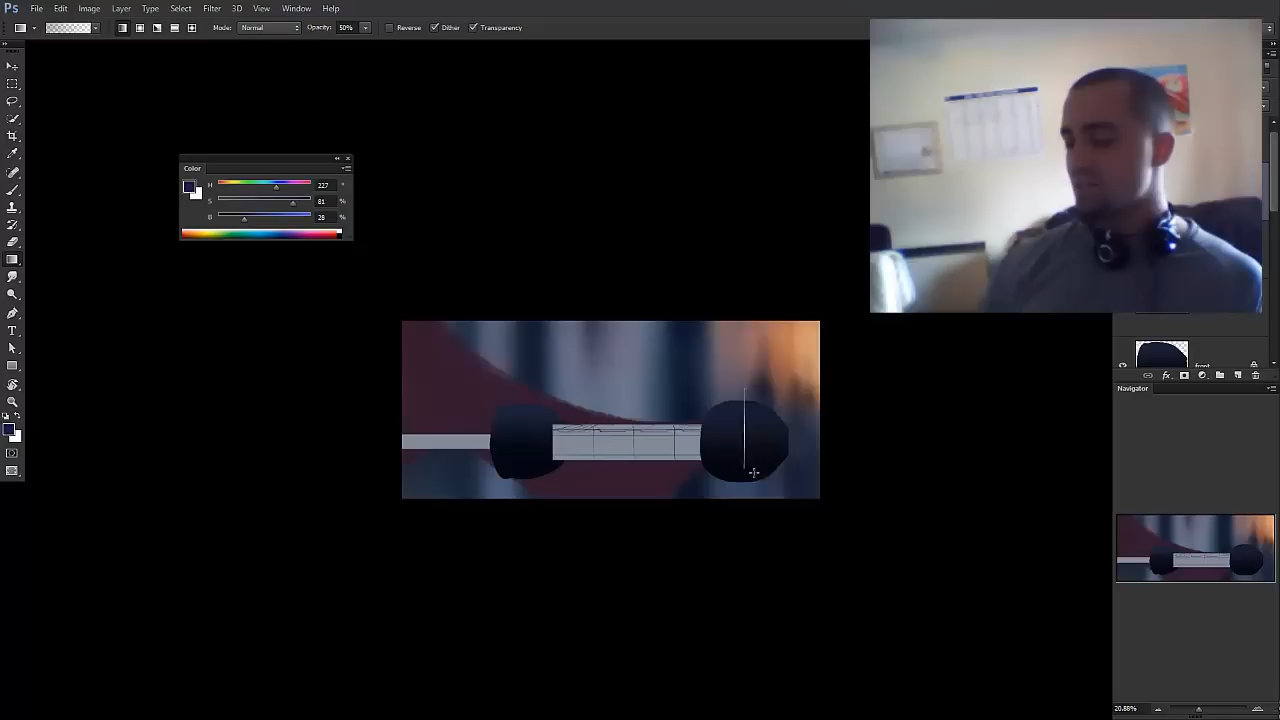 Ps File Edit Image Layer Type Select Filter 3D View Window Help
Mode: Normal Opacity: 50% Reverse Dither Transparency
Color
H 227 °
S 81 %
B 28 %
T
fx
Navigator
20.88%